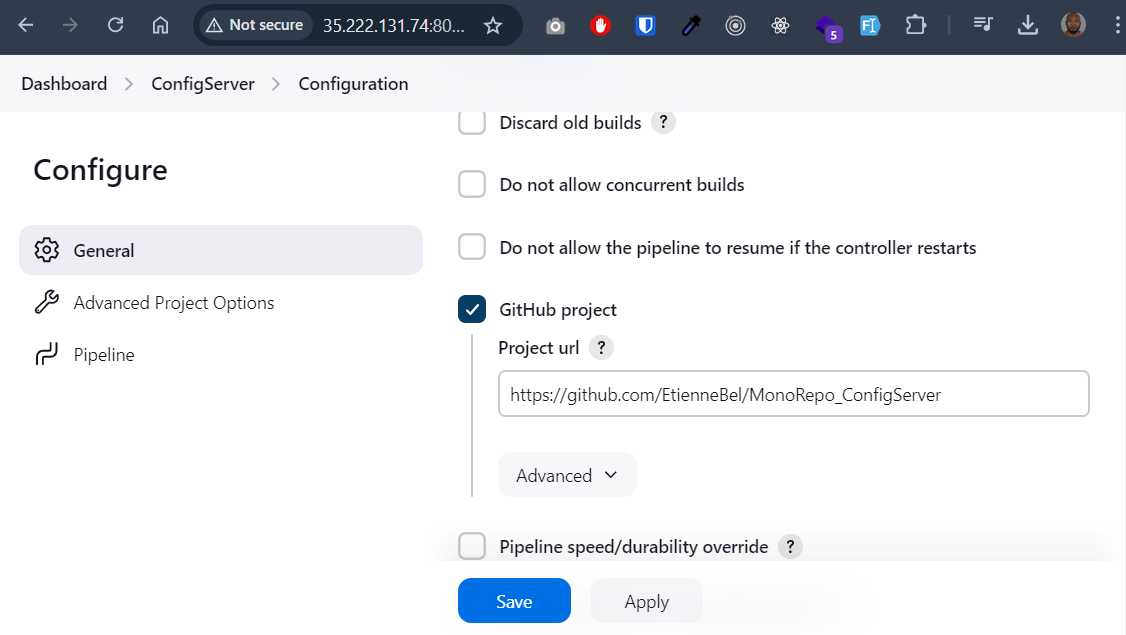 Not secure 35.222.131.74:80...
5
Dashboard > ConfigServer > Configuration
Configure
General
Advanced Project Options
Pipeline
Discard old builds ?
Do not allow concurrent builds
Do not allow the pipeline to resume if the controller restarts
GitHub project
Project url ?
https://github.com/EtienneBel/MonoRepo_ConfigServer
Advanced
Pipeline speed/durability override ?
Save Apply